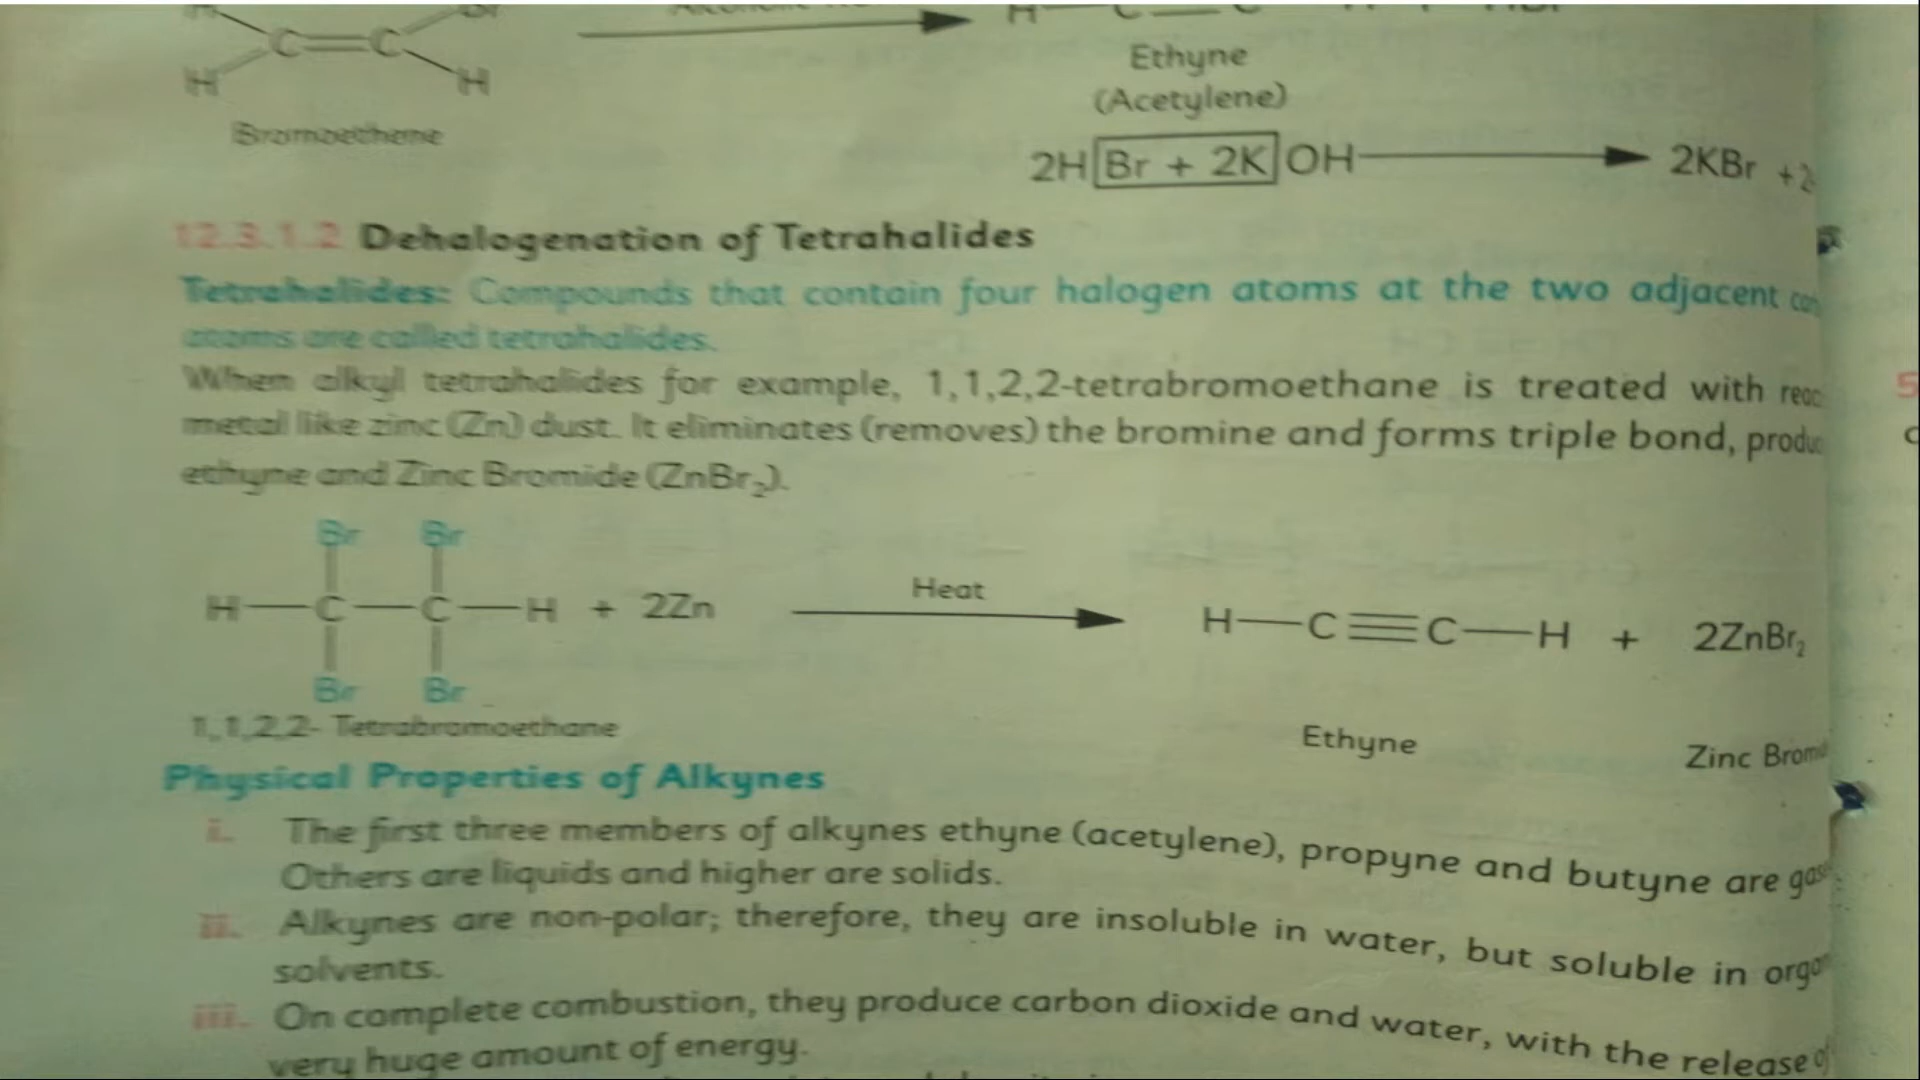 C=C
H H
Ethyne
(Acetylene)
Bromoethene
2H Br + 2K OH → 2KBr + 2
12.3.1.2 Dehalogenation of Tetrahalides
Tetrahalides: Compounds that contain four halogen atoms at the two adjacent
atoms are called tetrahalides.
When alkyl tetrahalides for example, 1,1,2,2-tetrabromoethane is treated with
metal like zinc (Zn) dust. It eliminates (removes) the bromine and forms triple bond,
ethyne and Zinc Bromide (ZnBr₂).
Br Br
Heat
H—C—C—H + 2Zn → H—C≡C—H + 2ZnBr₂
Br Br
1,1,2,2- Tetrabromoethane
Ethyne
Zinc
Physical Properties of Alkynes
i. The first three members of alkynes ethyne (acetylene), propyne and butyne are
Others are liquids and higher are solids.
ii. Alkynes are non-polar; therefore, they are insoluble in water, but soluble in
solvents.
iii. On complete combustion, they produce carbon dioxide and water, with the release
very huge amount of energy.